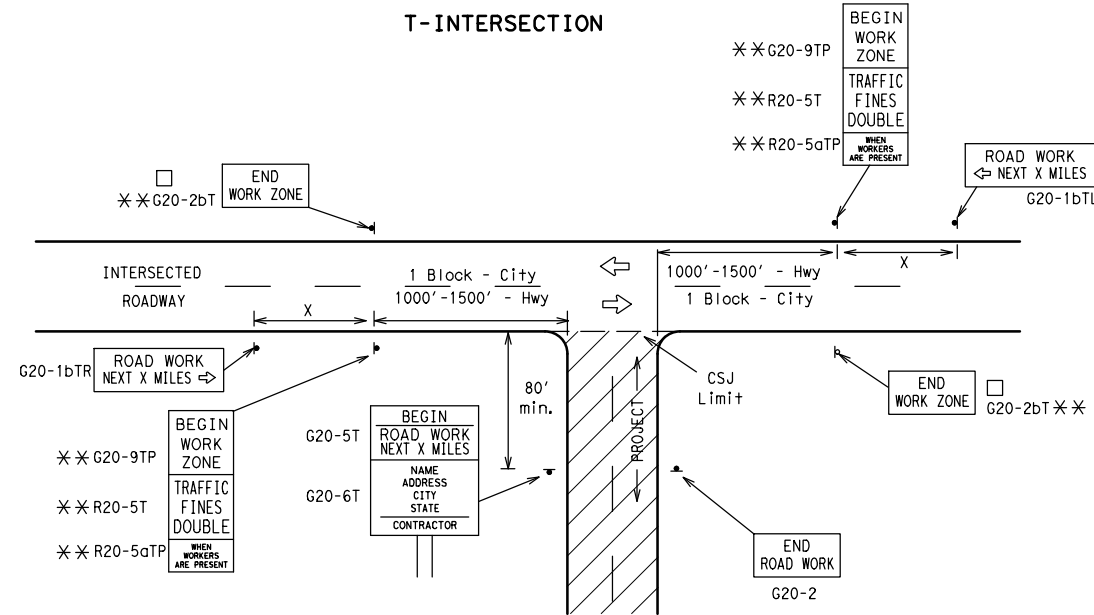 T-INTERSECTION
BEGIN
WORK
ZONE
TRAFFIC
FINES
DOUBLE
WHEN
WORKERS
ARE PRESENT
**G20-9TP
**R20-5T
**R20-5aTP
ROAD WORK
⇦ NEXT X MILES
G20-1bTL
END
WORK ZONE
□
**G20-2bT
INTERSECTED
ROADWAY
1 Block - City
1000'-1500' - Hwy
X
1000'-1500' - Hwy
1 Block - City
X
G20-1bTR
ROAD WORK
NEXT X MILES ⇨
80'
min.
CSJ
Limit
PROJECT
END
WORK ZONE
□
G20-2bT**
BEGIN
WORK
ZONE
TRAFFIC
FINES
DOUBLE
WHEN
WORKERS
ARE PRESENT
**G20-9TP
**R20-5T
**R20-5aTP
G20-5T
BEGIN
ROAD WORK
NEXT X MILES
G20-6T
NAME
ADDRESS
CITY
STATE
CONTRACTOR
END
ROAD WORK
G20-2